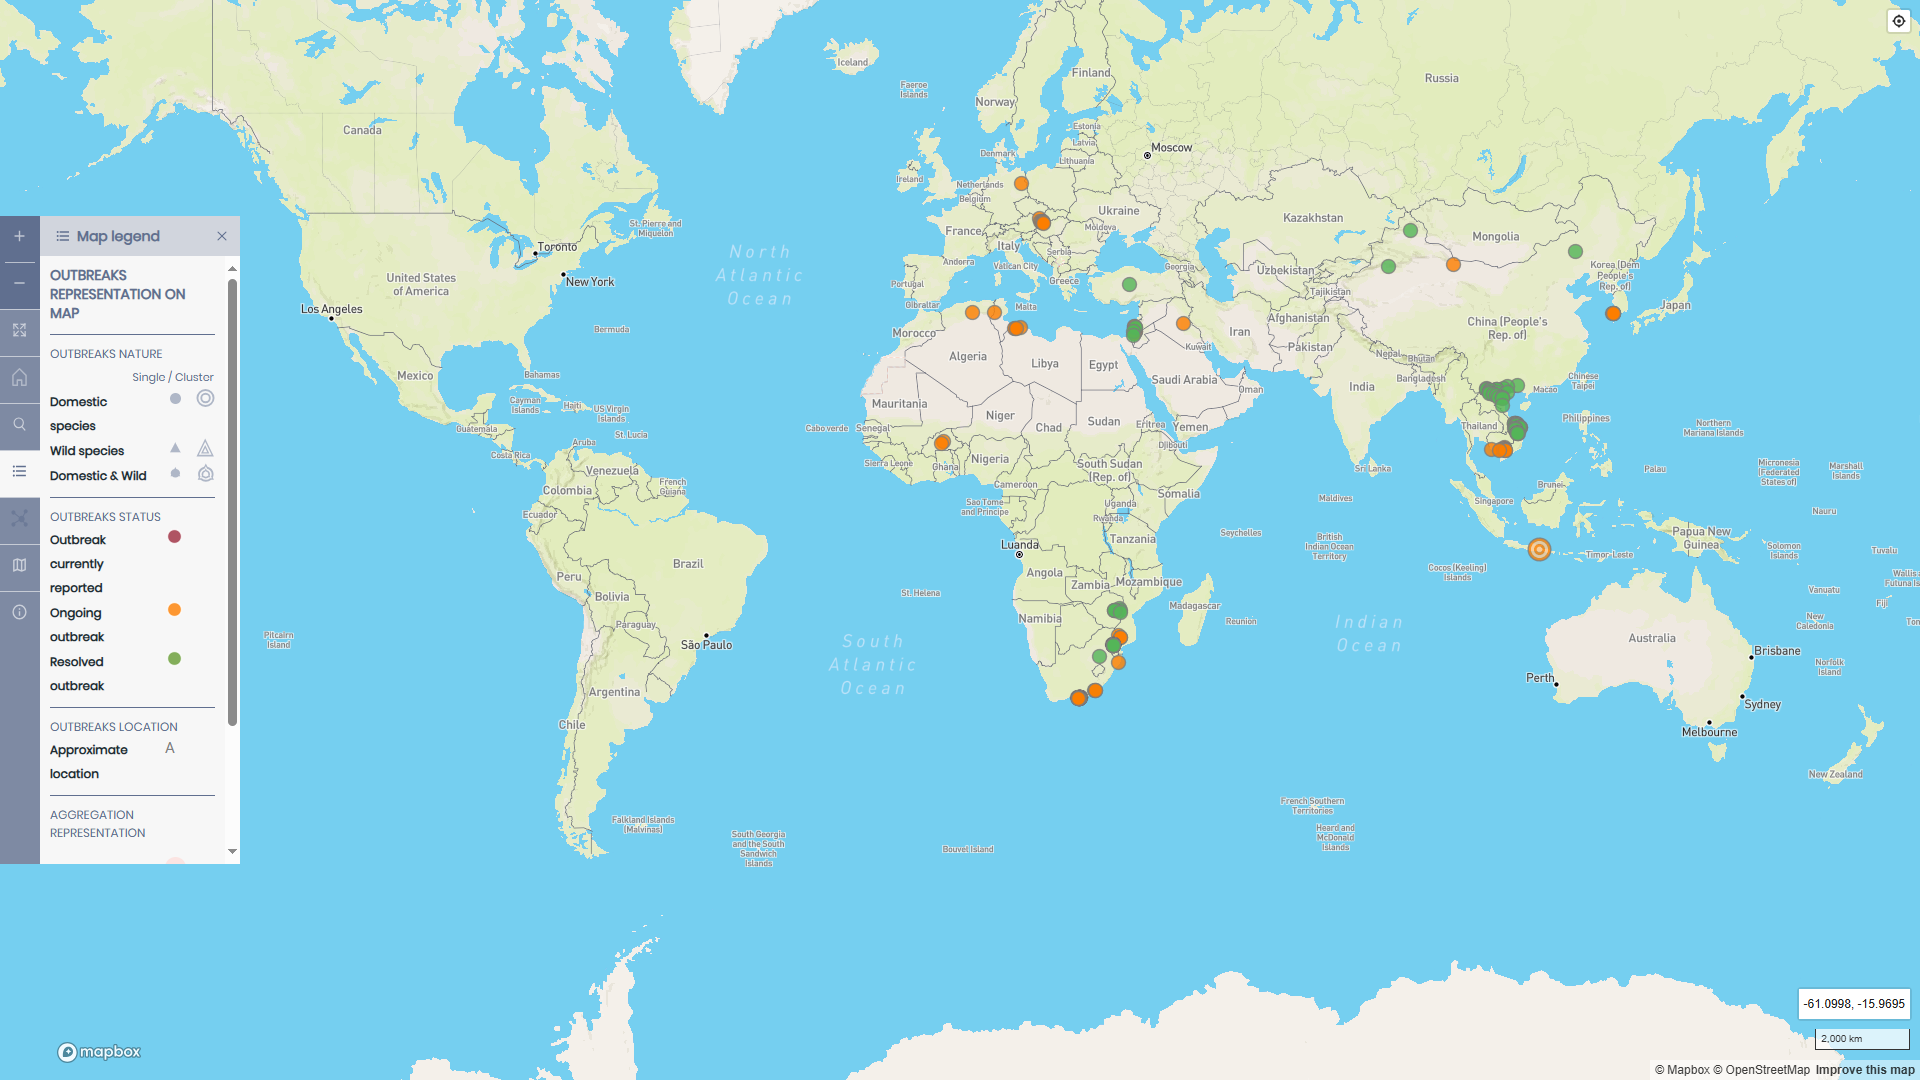 Map legend
OUTBREAKS
REPRESENTATION ON
MAP
OUTBREAKS NATURE
Single / Cluster
Domestic
species
Wild species
Domestic & Wild
OUTBREAKS STATUS
Outbreak
currently
reported
Ongoing
outbreak
Resolved
outbreak
OUTBREAKS LOCATION
Approximate A
location
AGGREGATION
REPRESENTATION
Iceland
Faeroe
Islands
Finland
Norway
Russia
Canada
Estonia
Latvia
Lithuania
Denmark
Moscow
Ireland
Netherlands
Belgium
Ukraine
Kazakhstan
Mongolia
St. Pierre and
Miquelon
France
Moldova
Italy
Serbia
Toronto
New York
United States
of America
Los Angeles
North
Atlantic
Ocean
Andorra
Vatican City
Georgia
Uzbekistan
Korea (Dem
People's
Rep. of)
Portugal
Greece
Tajikistan
Gibraltar
Malta
Japan
Bermuda
Morocco
Afghanistan
Iran
China (People's
Rep. of)
Kuwait
Pakistan
Nepal
Bhutan
Algeria
Libya
Egypt
Mexico
Bahamas
Saudi Arabia
Oman
India
Bangladesh
Chinese
Taipei
Macao
Cayman
Islands
Haiti
US Virgin
Islands
Mauritania
Niger
Chad
Sudan
Eritrea
Yemen
Thailand
Philippines
Northern
Mariana Islands
Guatemala
Aruba
St. Lucia
Cabo verde
Senegal
Djibouti
Costa Rica
Venezuela
Sierra Leone
Ghana
Nigeria
Cameroon
South Sudan
(Rep. of)
Sri Lanka
Palau
Micronesia
(Federated
States of)
Marshall
Islands
Colombia
French
Guiana
Somalia
Maldives
Brunei
Singapore
Ecuador
Sao Tome
and Principe
Uganda
Rwanda
Nauru
Seychelles
Papua New
Guinea
Luanda
Tanzania
British
Indian Ocean
Territory
Timor-Leste
Solomon
Islands
Tuvalu
Brazil
Peru
Angola
Zambia
Mozambique
Cocos (Keeling)
Islands
Wallis a
Futuna Is
Bolivia
St. Helena
Madagascar
Vanuatu
Fiji
Paraguay
Namibia
Reunion
New
Caledonia
Ton
Pitcairn
Island
São Paulo
South
Atlantic
Ocean
Indian
Ocean
Australia
Brisbane
Norfolk
Island
Argentina
Perth
Sydney
Chile
Melbourne
New Zealand
Falkland Islands
(Malvinas)
South Georgia
and the South
Sandwich
Islands
Bouvet Island
French Southern
Territories
Heard and
McDonald
Islands
-61.0998, -15.9695
2,000 km
mapbox
© Mapbox © OpenStreetMap Improve this map